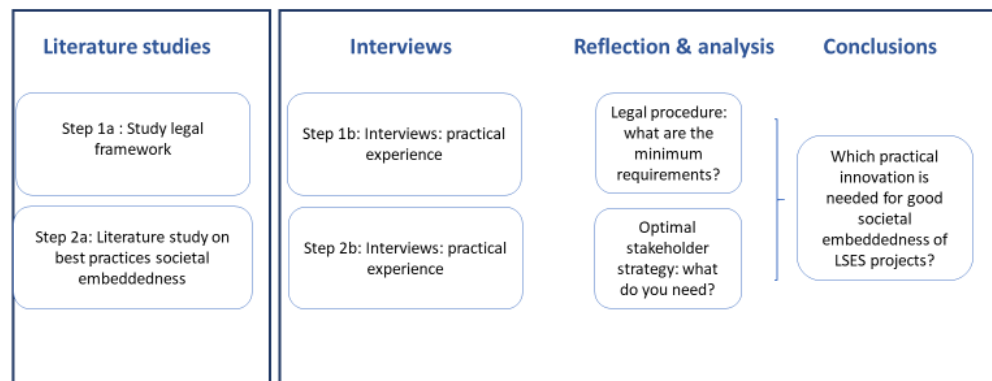 Literature studies
Interviews
Reflection & analysis
Conclusions
Step 1a : Study legal
framework
Step 1b: Interviews: practical
experience
Legal procedure:
what are the
minimum
requirements?
Step 2a: Literature study on
best practices societal
embeddedness
Step 2b: Interviews: practical
experience
Optimal
stakeholder
strategy: what
do you need?
Which practical
innovation is
needed for good
societal
embeddedness of
LSES projects?